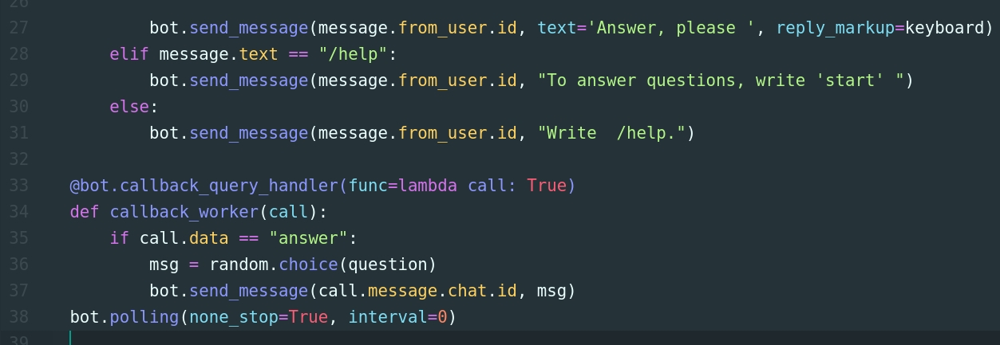 26
27 bot.send_message(message.from_user.id, text='Answer, please ', reply_markup=keyboard)
28 elif message.text == "/help":
29 bot.send_message(message.from_user.id, "To answer questions, write 'start' ")
30 else:
31 bot.send_message(message.from_user.id, "Write  /help.")
32
33 @bot.callback_query_handler(func=lambda call: True)
34 def callback_worker(call):
35 if call.data == "answer":
36 msg = random.choice(question)
37 bot.send_message(call.message.chat.id, msg)
38 bot.polling(none_stop=True, interval=0)
39